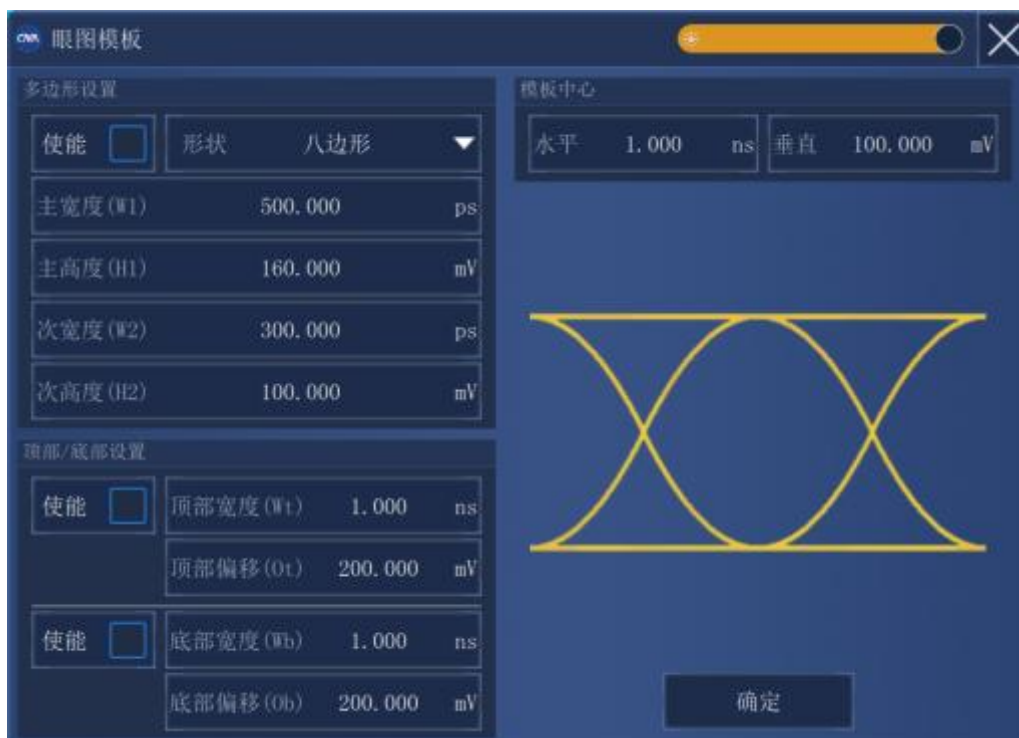 CNA 眼图模板
多边形设置
使能 形状 八边形
主宽度(W1) 500.000 ps
主高度(H1) 160.000 mV
次宽度(W2) 300.000 ps
次高度(H2) 100.000 mV
顶部/底部设置
使能 顶部宽度(Wt) 1.000 ns
顶部偏移(Ot) 200.000 mV
使能 底部宽度(Wb) 1.000 ns
底部偏移(Ob) 200.000 mV
模板中心
水平 1.000 ns 垂直 100.000 mV
确定